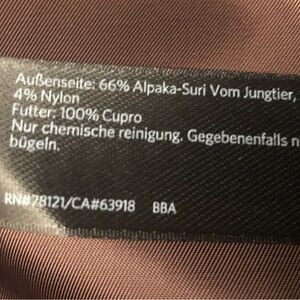 Außenseite: 66% Alpaka-Suri Vom Jungtier,
4% Nylon
Futter: 100% Cupro
Nur chemische reinigung. Gegebenenfalls n
bügeln.
RN#78121/CA#63918 BBA